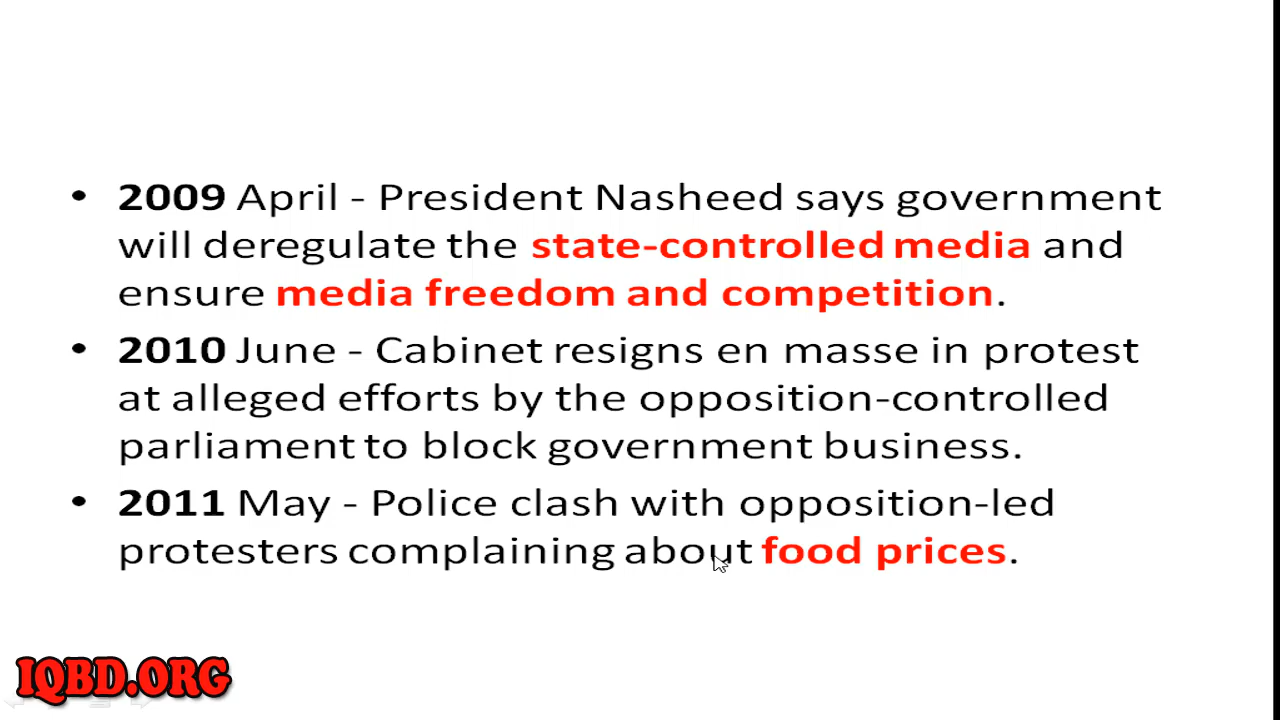 • 2009 April - President Nasheed says government
will deregulate the state-controlled media and
ensure media freedom and competition.
• 2010 June - Cabinet resigns en masse in protest
at alleged efforts by the opposition-controlled
parliament to block government business.
• 2011 May - Police clash with opposition-led
protesters complaining about food prices.
IQBD.ORG